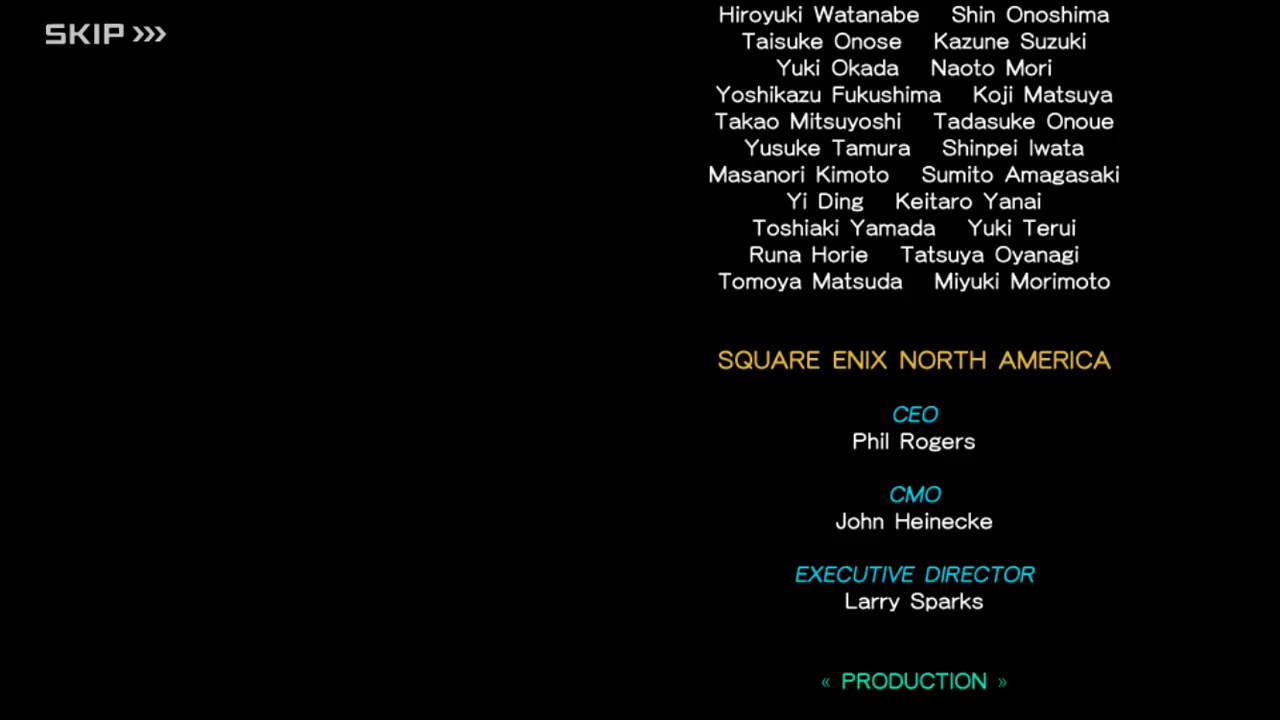 SKIP >>>
Hiroyuki Watanabe Shin Onoshima
Taisuke Onose Kazune Suzuki
Yuki Okada Naoto Mori
Yoshikazu Fukushima Koji Matsuya
Takao Mitsuyoshi Tadasuke Onoue
Yusuke Tamura Shinpei Iwata
Masanori Kimoto Sumito Amagasaki
Yi Ding Keitaro Yanai
Toshiaki Yamada Yuki Terui
Runa Horie Tatsuya Oyanagi
Tomoya Matsuda Miyuki Morimoto
SQUARE ENIX NORTH AMERICA
CEO
Phil Rogers
CMO
John Heinecke
EXECUTIVE DIRECTOR
Larry Sparks
« PRODUCTION »